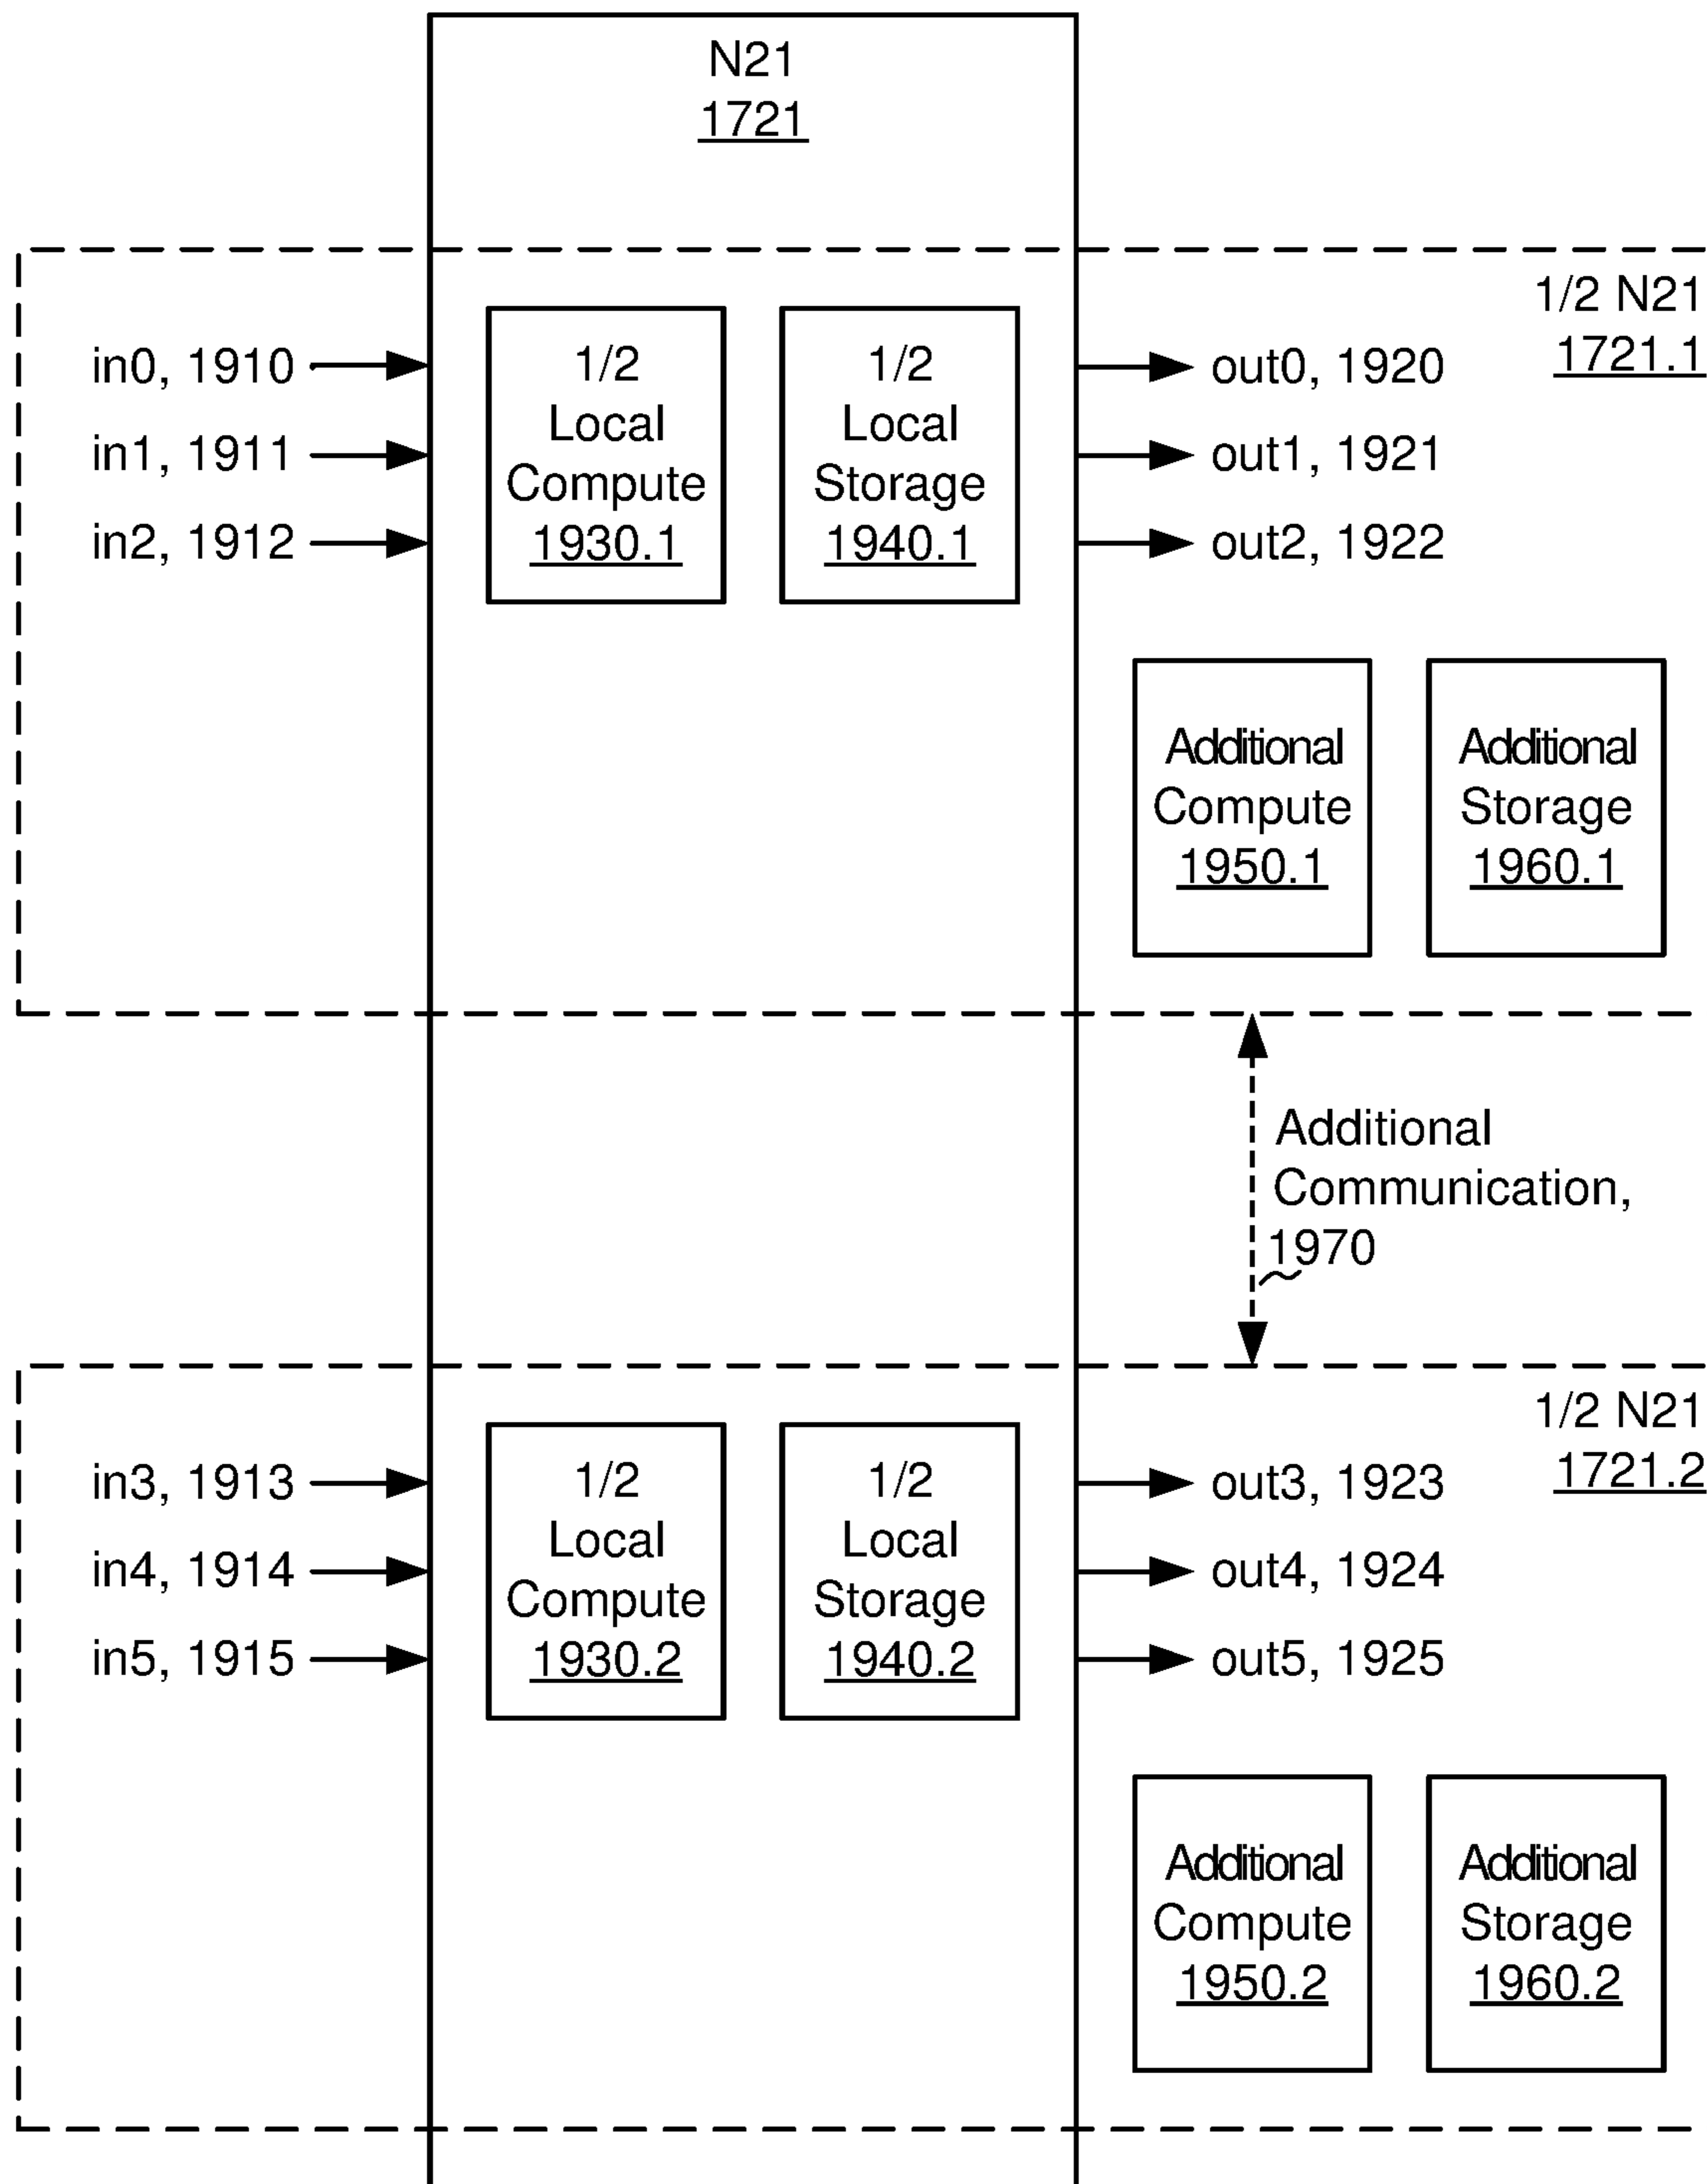 N21
1721
1/2 N21
1721.1
in0, 1910
in1, 1911
in2, 1912
1/2
Local
Compute
1930.1
1/2
Local
Storage
1940.1
out0, 1920
out1, 1921
out2, 1922
Additional
Compute
1950.1
Additional
Storage
1960.1
Additional
Communication,
1970
1/2 N21
1721.2
in3, 1913
in4, 1914
in5, 1915
1/2
Local
Compute
1930.2
1/2
Local
Storage
1940.2
out3, 1923
out4, 1924
out5, 1925
Additional
Compute
1950.2
Additional
Storage
1960.2